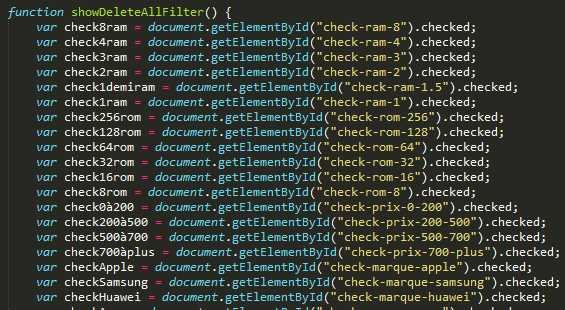 function showDeleteAllFilter() {
var check8ram = document.getElementById("check-ram-8").checked;
var check4ram = document.getElementById("check-ram-4").checked;
var check3ram = document.getElementById("check-ram-3").checked;
var check2ram = document.getElementById("check-ram-2").checked;
var check1demiram = document.getElementById("check-ram-1.5").checked;
var check1ram = document.getElementById("check-ram-1").checked;
var check256rom = document.getElementById("check-rom-256").checked;
var check128rom = document.getElementById("check-rom-128").checked;
var check64rom = document.getElementById("check-rom-64").checked;
var check32rom = document.getElementById("check-rom-32").checked;
var check16rom = document.getElementById("check-rom-16").checked;
var check8rom = document.getElementById("check-rom-8").checked;
var check0à200 = document.getElementById("check-prix-0-200").checked;
var check200à500 = document.getElementById("check-prix-200-500").checked;
var check500à700 = document.getElementById("check-prix-500-700").checked;
var check700àplus = document.getElementById("check-prix-700-plus").checked;
var checkApple = document.getElementById("check-marque-apple").checked;
var checkSamsung = document.getElementById("check-marque-samsung").checked;
var checkHuawei = document.getElementById("check-marque-huawei").checked;